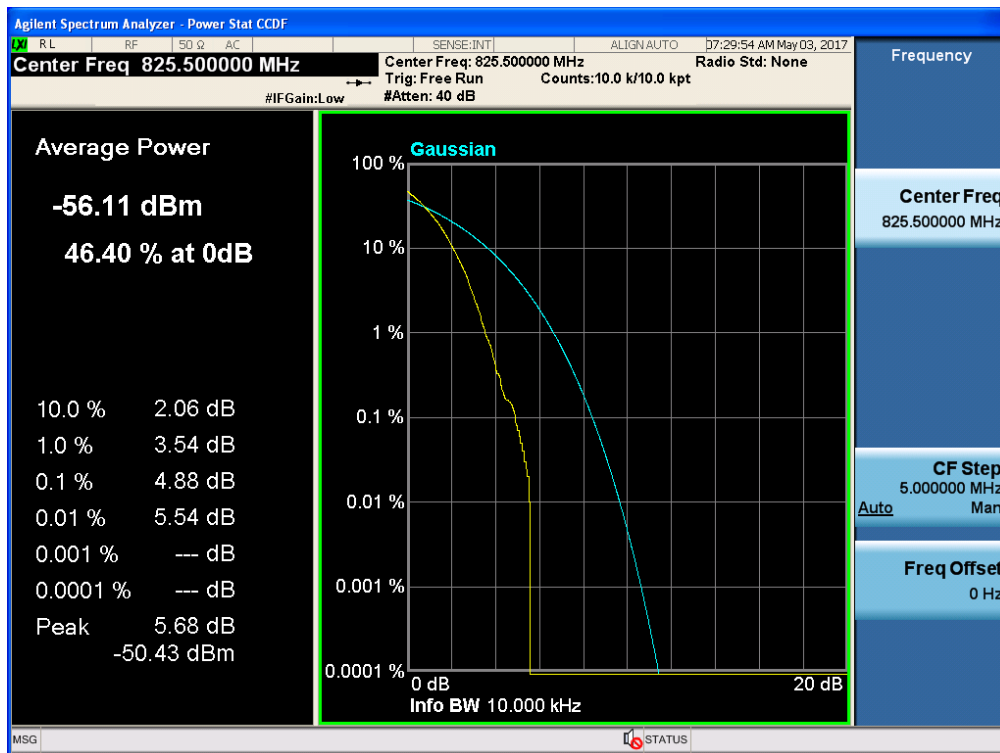 Agilent Spectrum Analyzer - Power Stat CCDF
LXI RL RF 50 Ω AC SENSE:INT ALIGN AUTO 07:29:54 AM May 03, 2017
Center Freq 825.500000 MHz
Center Freq: 825.500000 MHz Radio Std: None
Trig: Free Run Counts:10.0 k/10.0 kpt
#IFGain:Low #Atten: 40 dB
Average Power
-56.11 dBm
46.40 % at 0dB
10.0 % 2.06 dB
1.0 % 3.54 dB
0.1 % 4.88 dB
0.01 % 5.54 dB
0.001 % --- dB
0.0001 % --- dB
Peak 5.68 dB
-50.43 dBm
Gaussian
100 %
10 %
1 %
0.1 %
0.01 %
0.001 %
0.0001 %
0 dB 20 dB
Info BW 10.000 kHz
Frequency
Center Freq
825.500000 MHz
CF Step
5.000000 MHz
Auto Man
Freq Offset
0 Hz
MSG STATUS